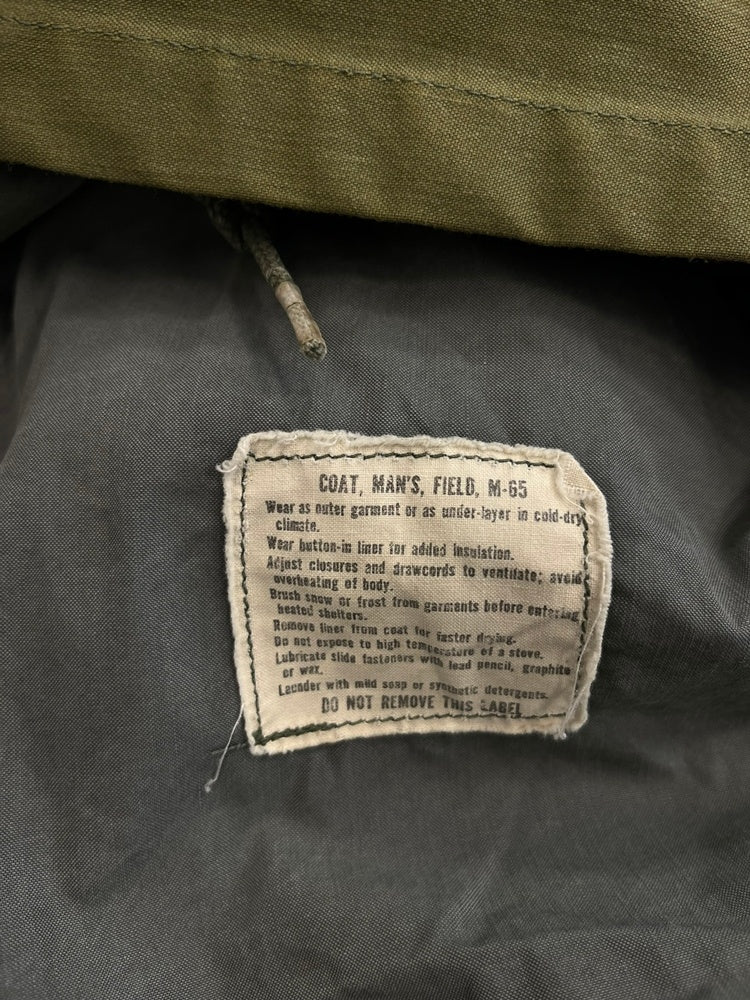 COAT, MAN'S, FIELD, M-65
Wear as outer garment or as under-layer in cold-dry
climate.
Wear button-in liner for added insulation.
Adjust closures and drawcords to ventilate; avoid
overheating of body.
Brush snow or frost from garments before entering
heated shelters.
Remove liner from coat for faster drying.
Do not expose to high temperature of a stove.
Lubricate slide fasteners with lead pencil, graphite
or wax.
Launder with mild soap or synthetic detergents.
DO NOT REMOVE THIS LABEL